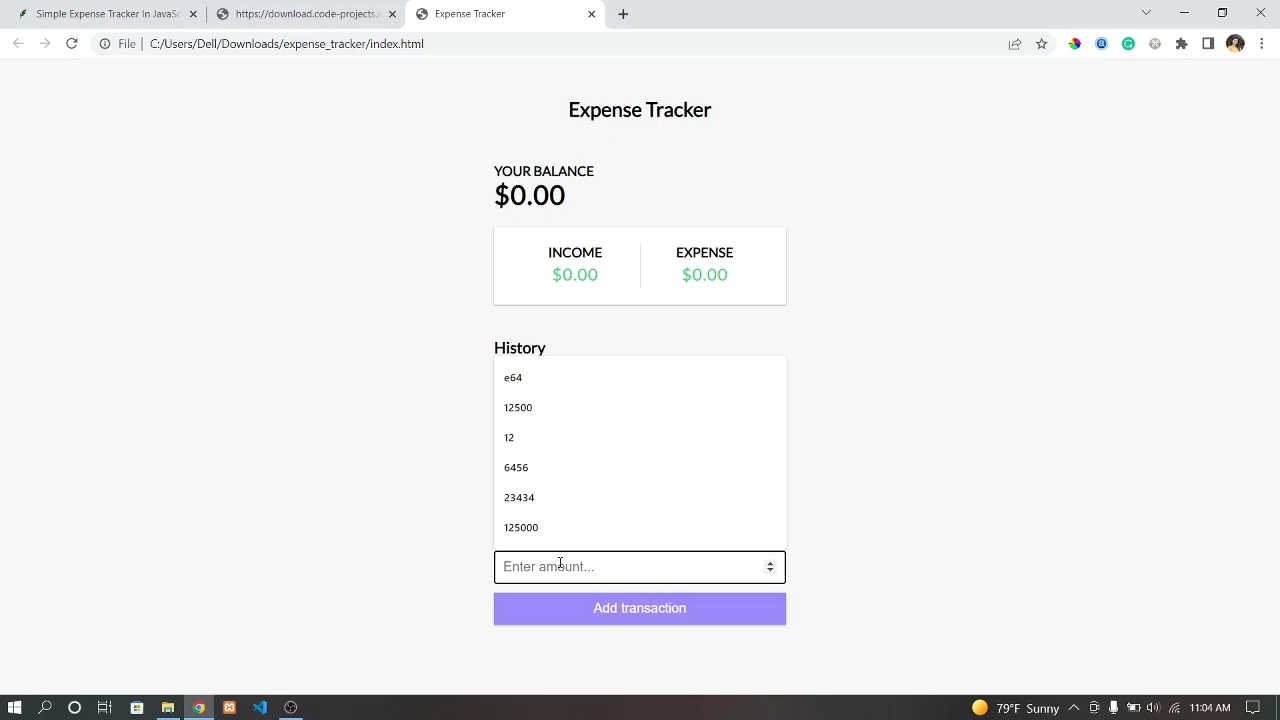 Simple Expense Tracker In JavaSc
https://download.code-projects.
Expense Tracker
File
C:/Users/Dell/Downloads/expense_tracker/index.html
Expense Tracker
YOUR BALANCE
$0.00
INCOME
EXPENSE
$0.00
$0.00
History
e64
12500
12
6456
23434
125000
Enter amount...
Add transaction
79°F Sunny
11:04 AM